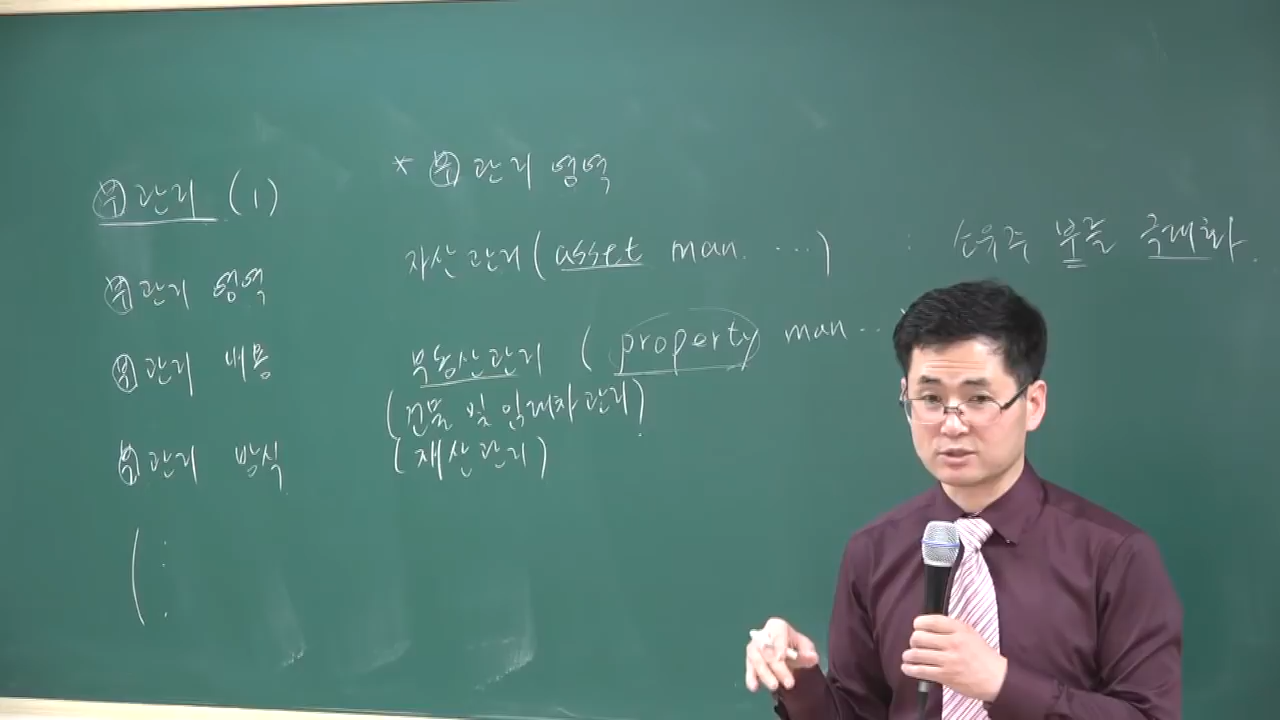 부 관리 (1)
부 관리 영역
부 관리 내용
부 관리 방식
* 부 관리 영역
자산관리 (asset man. ...) : 소유주 부를 극대화.
부동산관리 (property man...
(건물 및 임대차관리)
(재산관리)